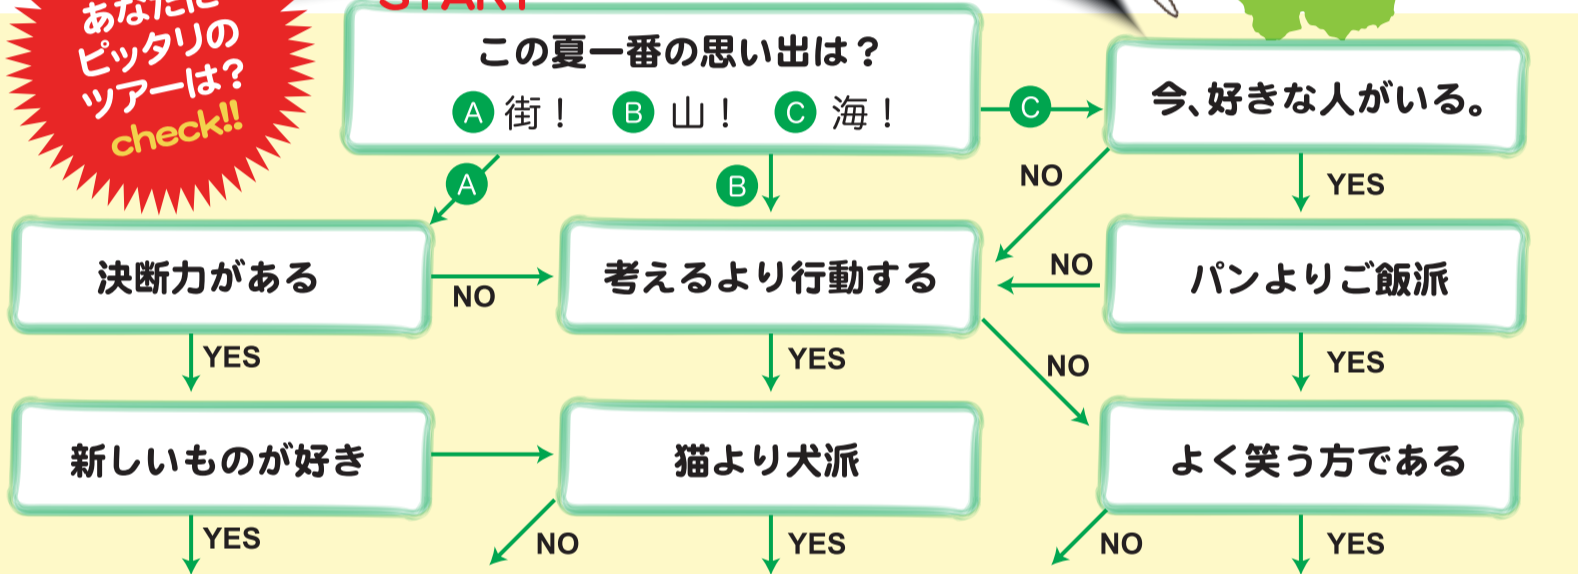 あなたに
ピッタリの
ツアーは?
check!!
START
この夏一番の思い出は?
A 街! B 山! C 海!
C
今、好きな人がいる。
A
B
NO
YES
決断力がある
NO
考えるより行動する
NO
パンよりご飯派
YES
YES
NO
YES
新しいものが好き
猫より犬派
よく笑う方である
YES
NO
YES
NO
YES